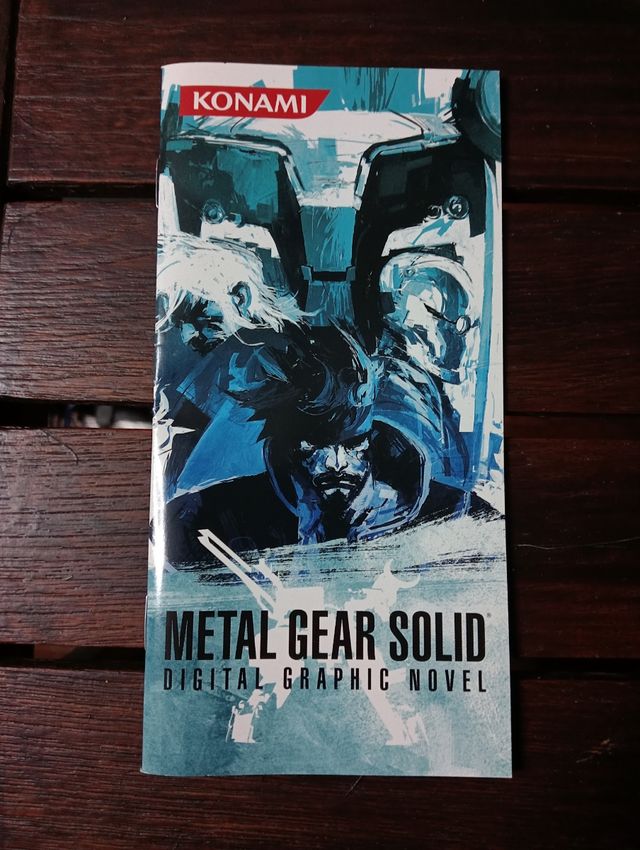 KONAMI
METAL GEAR SOLID®
DIGITAL GRAPHIC NOVEL